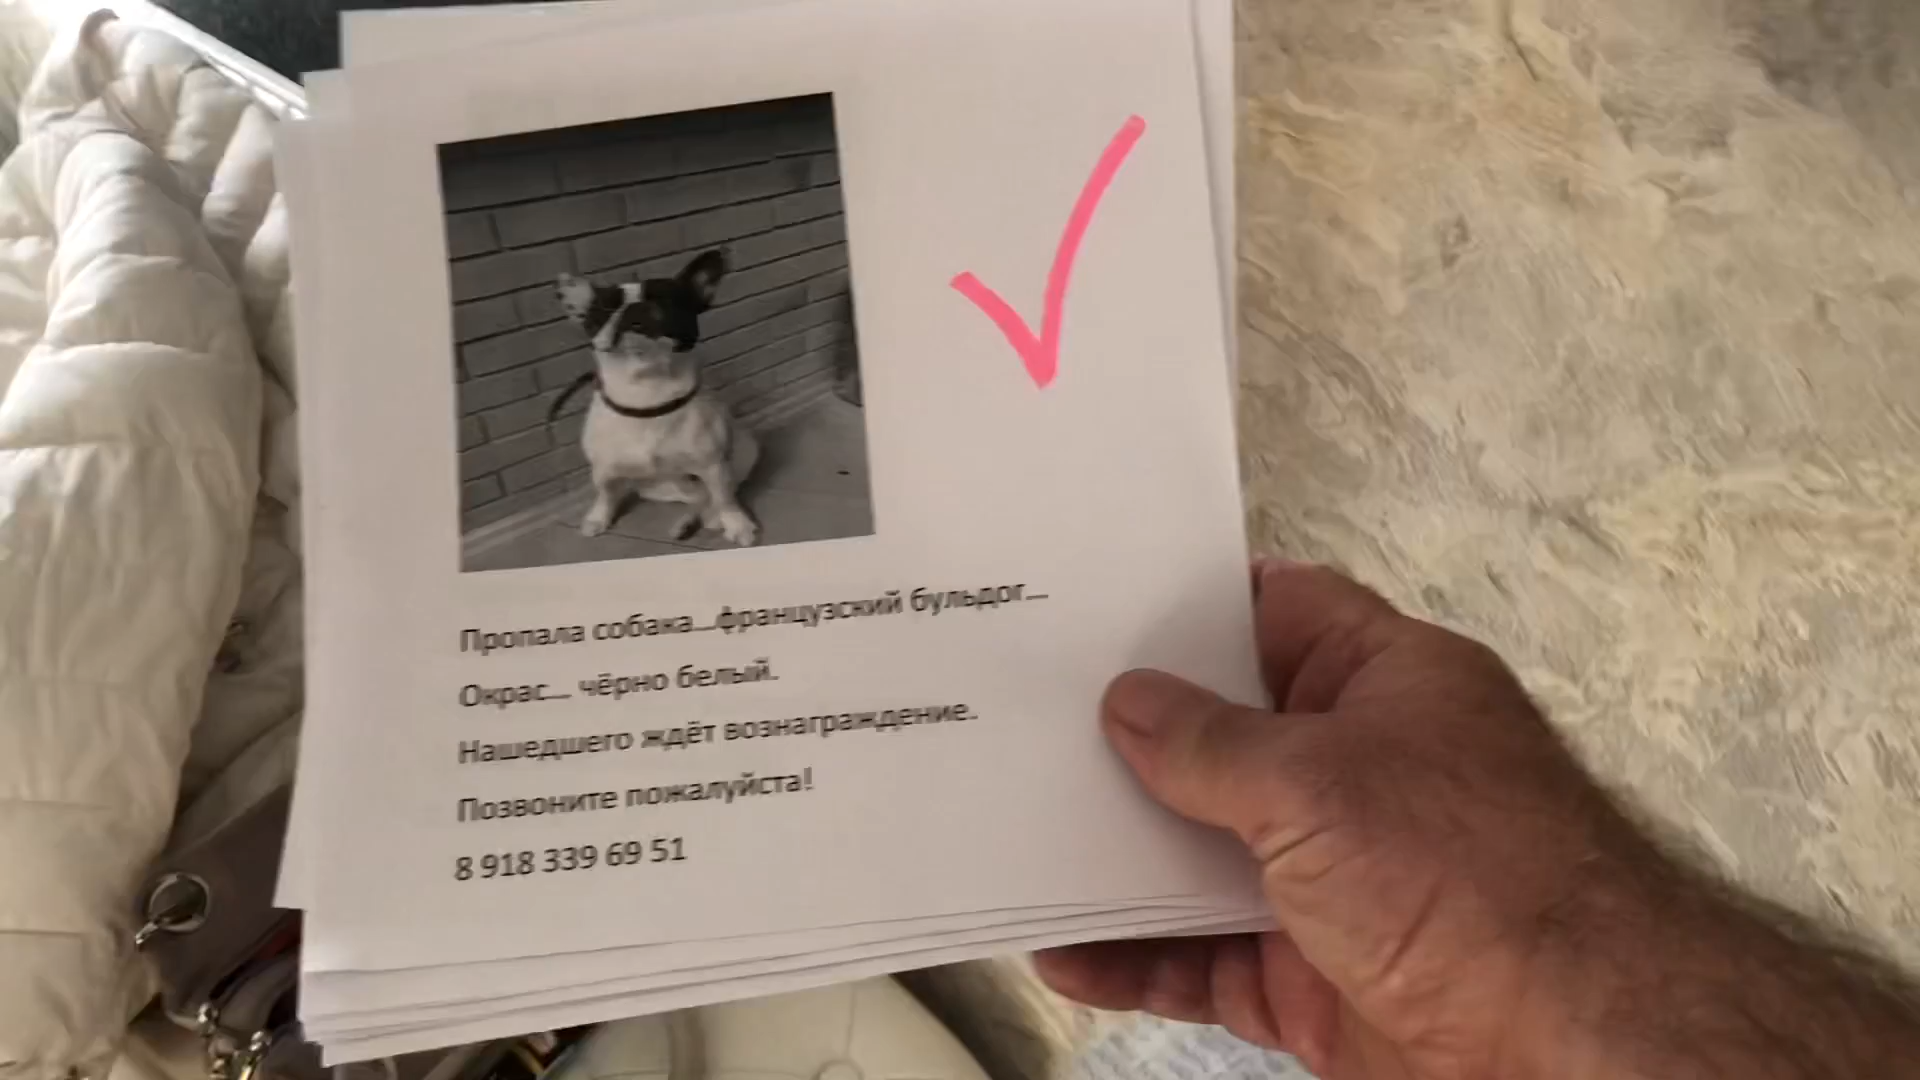 Пропала собака...французский бульдог...
Окрас... чёрно белый.
Нашедшего ждёт вознаграждение.
Позвоните пожалуйста!
8 918 339 69 51